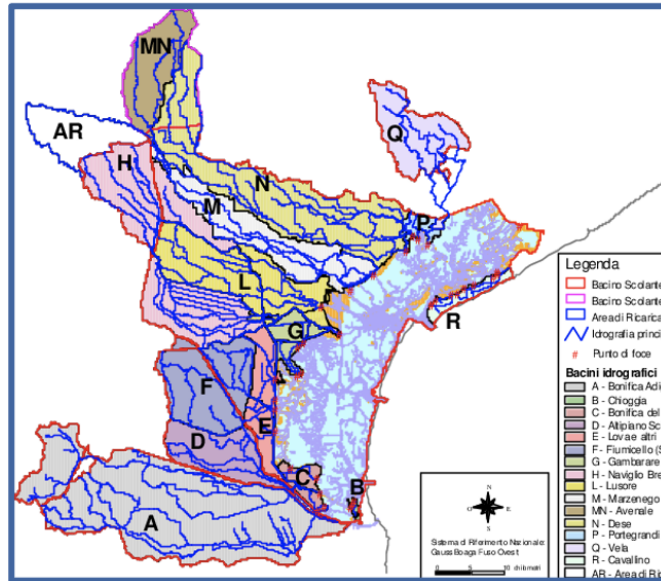 MN
AR
H
Q
N
M
P
L
R
G
F
E
D
C
B
A
Legenda
Bacino Scolante
Bacino Scolante
Area di Ricarica
Idrografia princi
Punto di foce
Bacini idrografici
A - Bonifica Adi
B - Chioggia
C - Bonifica del
D - Altipiano Sc
E - Lova e altri
F - Fiumicello (S
G - Gambarare
H - Naviglio Bre
L - Lusore
M - Marzenego
MN - Avenale
N - Dese
P - Portegrandi
Q - Vela
R - Cavallino
AR - Area di Ric
N
O
E
S
Sistema di Riferimento Nazionale:
Gauss Boaga Fuso Ovest
0 5 10 chilometri